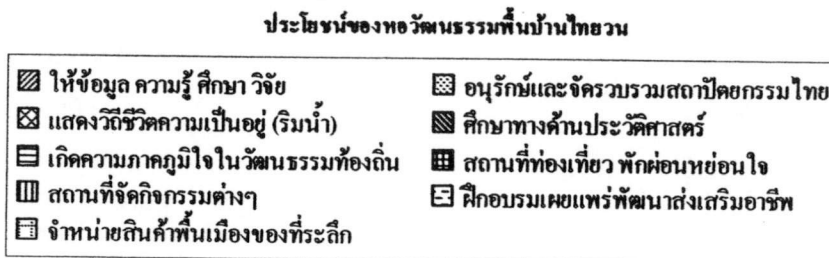 ประโยชน์ของหอวัฒนธรรมพื้นบ้านไทยวน
ให้ข้อมูล ความรู้ ศึกษา วิจัย
แสดงวิถีชีวิตความเป็นอยู่ (ริมน้ำ)
เกิดความภาคภูมิใจในวัฒนธรรมท้องถิ่น
สถานที่จัดกิจกรรมต่างๆ
จำหน่ายสินค้าพื้นเมืองของที่ระลึก
อนุรักษ์และจัดรวบรวมสถาปัตยกรรมไทย
ศึกษาทางด้านประวัติศาสตร์
สถานที่ท่องเที่ยว พักผ่อนหย่อนใจ
ฝึกอบรมเผยแพร่พัฒนาส่งเสริมอาชีพ